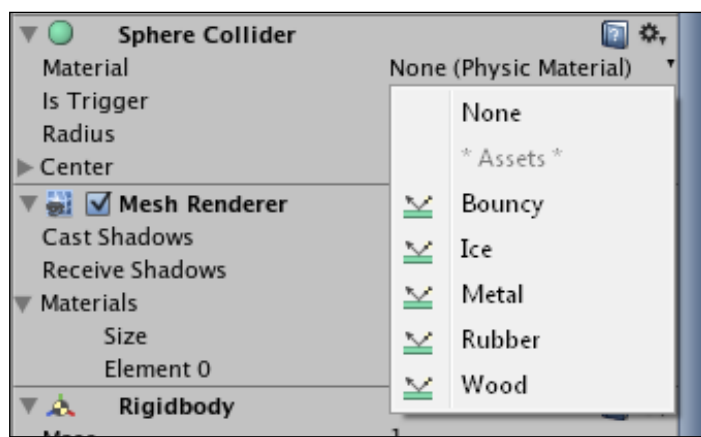 Sphere Collider
Material None (Physic Material)
Is Trigger
Radius
Center
None
* Assets *
Bouncy
Ice
Metal
Rubber
Wood
Mesh Renderer
Cast Shadows
Receive Shadows
Materials
Size
Element 0
Rigidbody